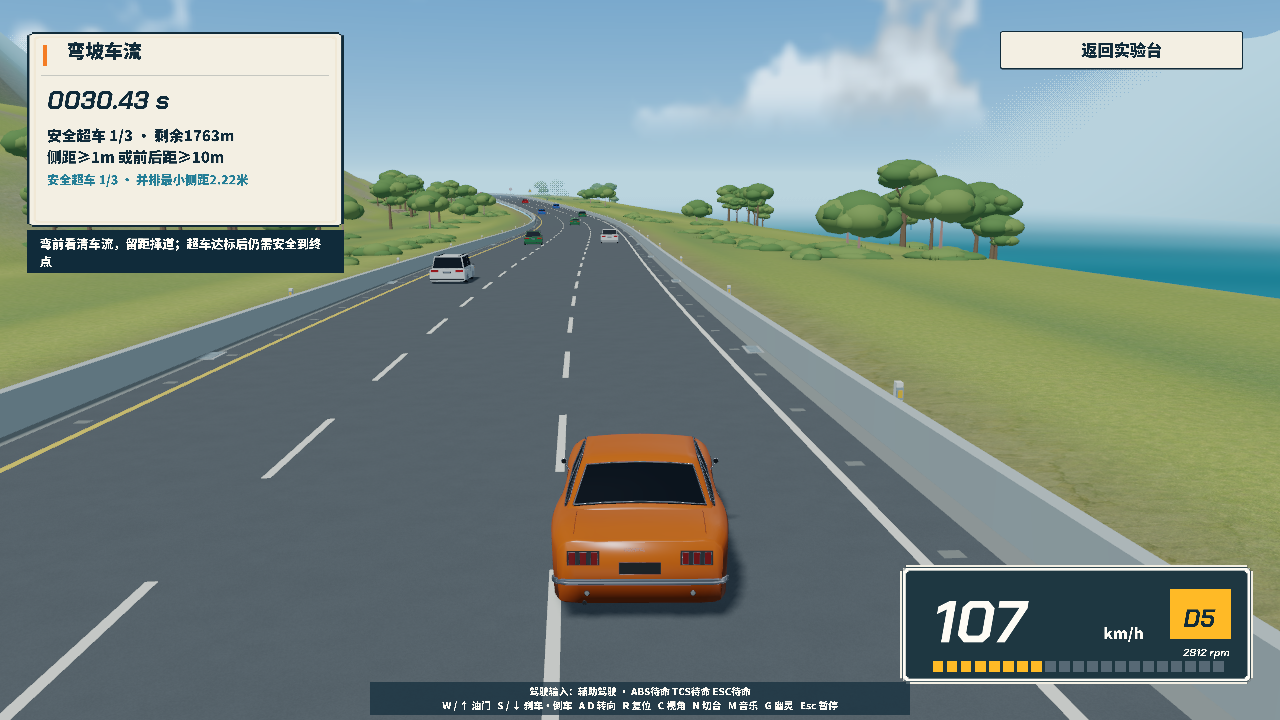 弯坡车流
0030.43 s
安全超车 1/3 · 剩余1763m
侧距≥1m 或前后距≥10m
安全超车 1/3 · 并排最小侧距2.22米
弯前看清车流，留距换道；超车达标后仍需安全到终
点
返回实验台
107 km/h
D5
2912 rpm
驾驶输入：辅助驾驶 · ABS待命 TCS待命 ESC待命
W / ↑ 油门 S / ↓ 刹车·倒车 A D 转向 R 复位 C 视角 N 切台 M 音乐 G 幽灵 Esc 暂停